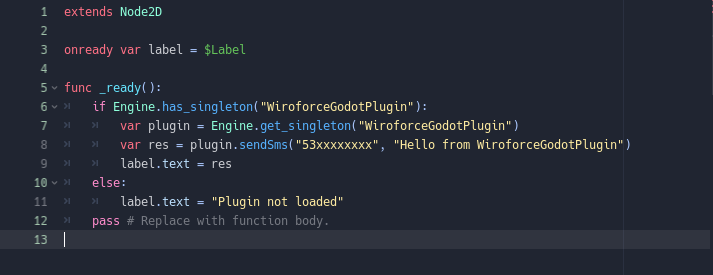 1 extends Node2D
2
3 onready var label = $Label
4
5 func _ready():
6 if Engine.has_singleton("WiroforceGodotPlugin"):
7 var plugin = Engine.get_singleton("WiroforceGodotPlugin")
8 var res = plugin.sendSms("53xxxxxxxx", "Hello from WiroforceGodotPlugin")
9 label.text = res
10 else:
11 label.text = "Plugin not loaded"
12 pass # Replace with function body.
13